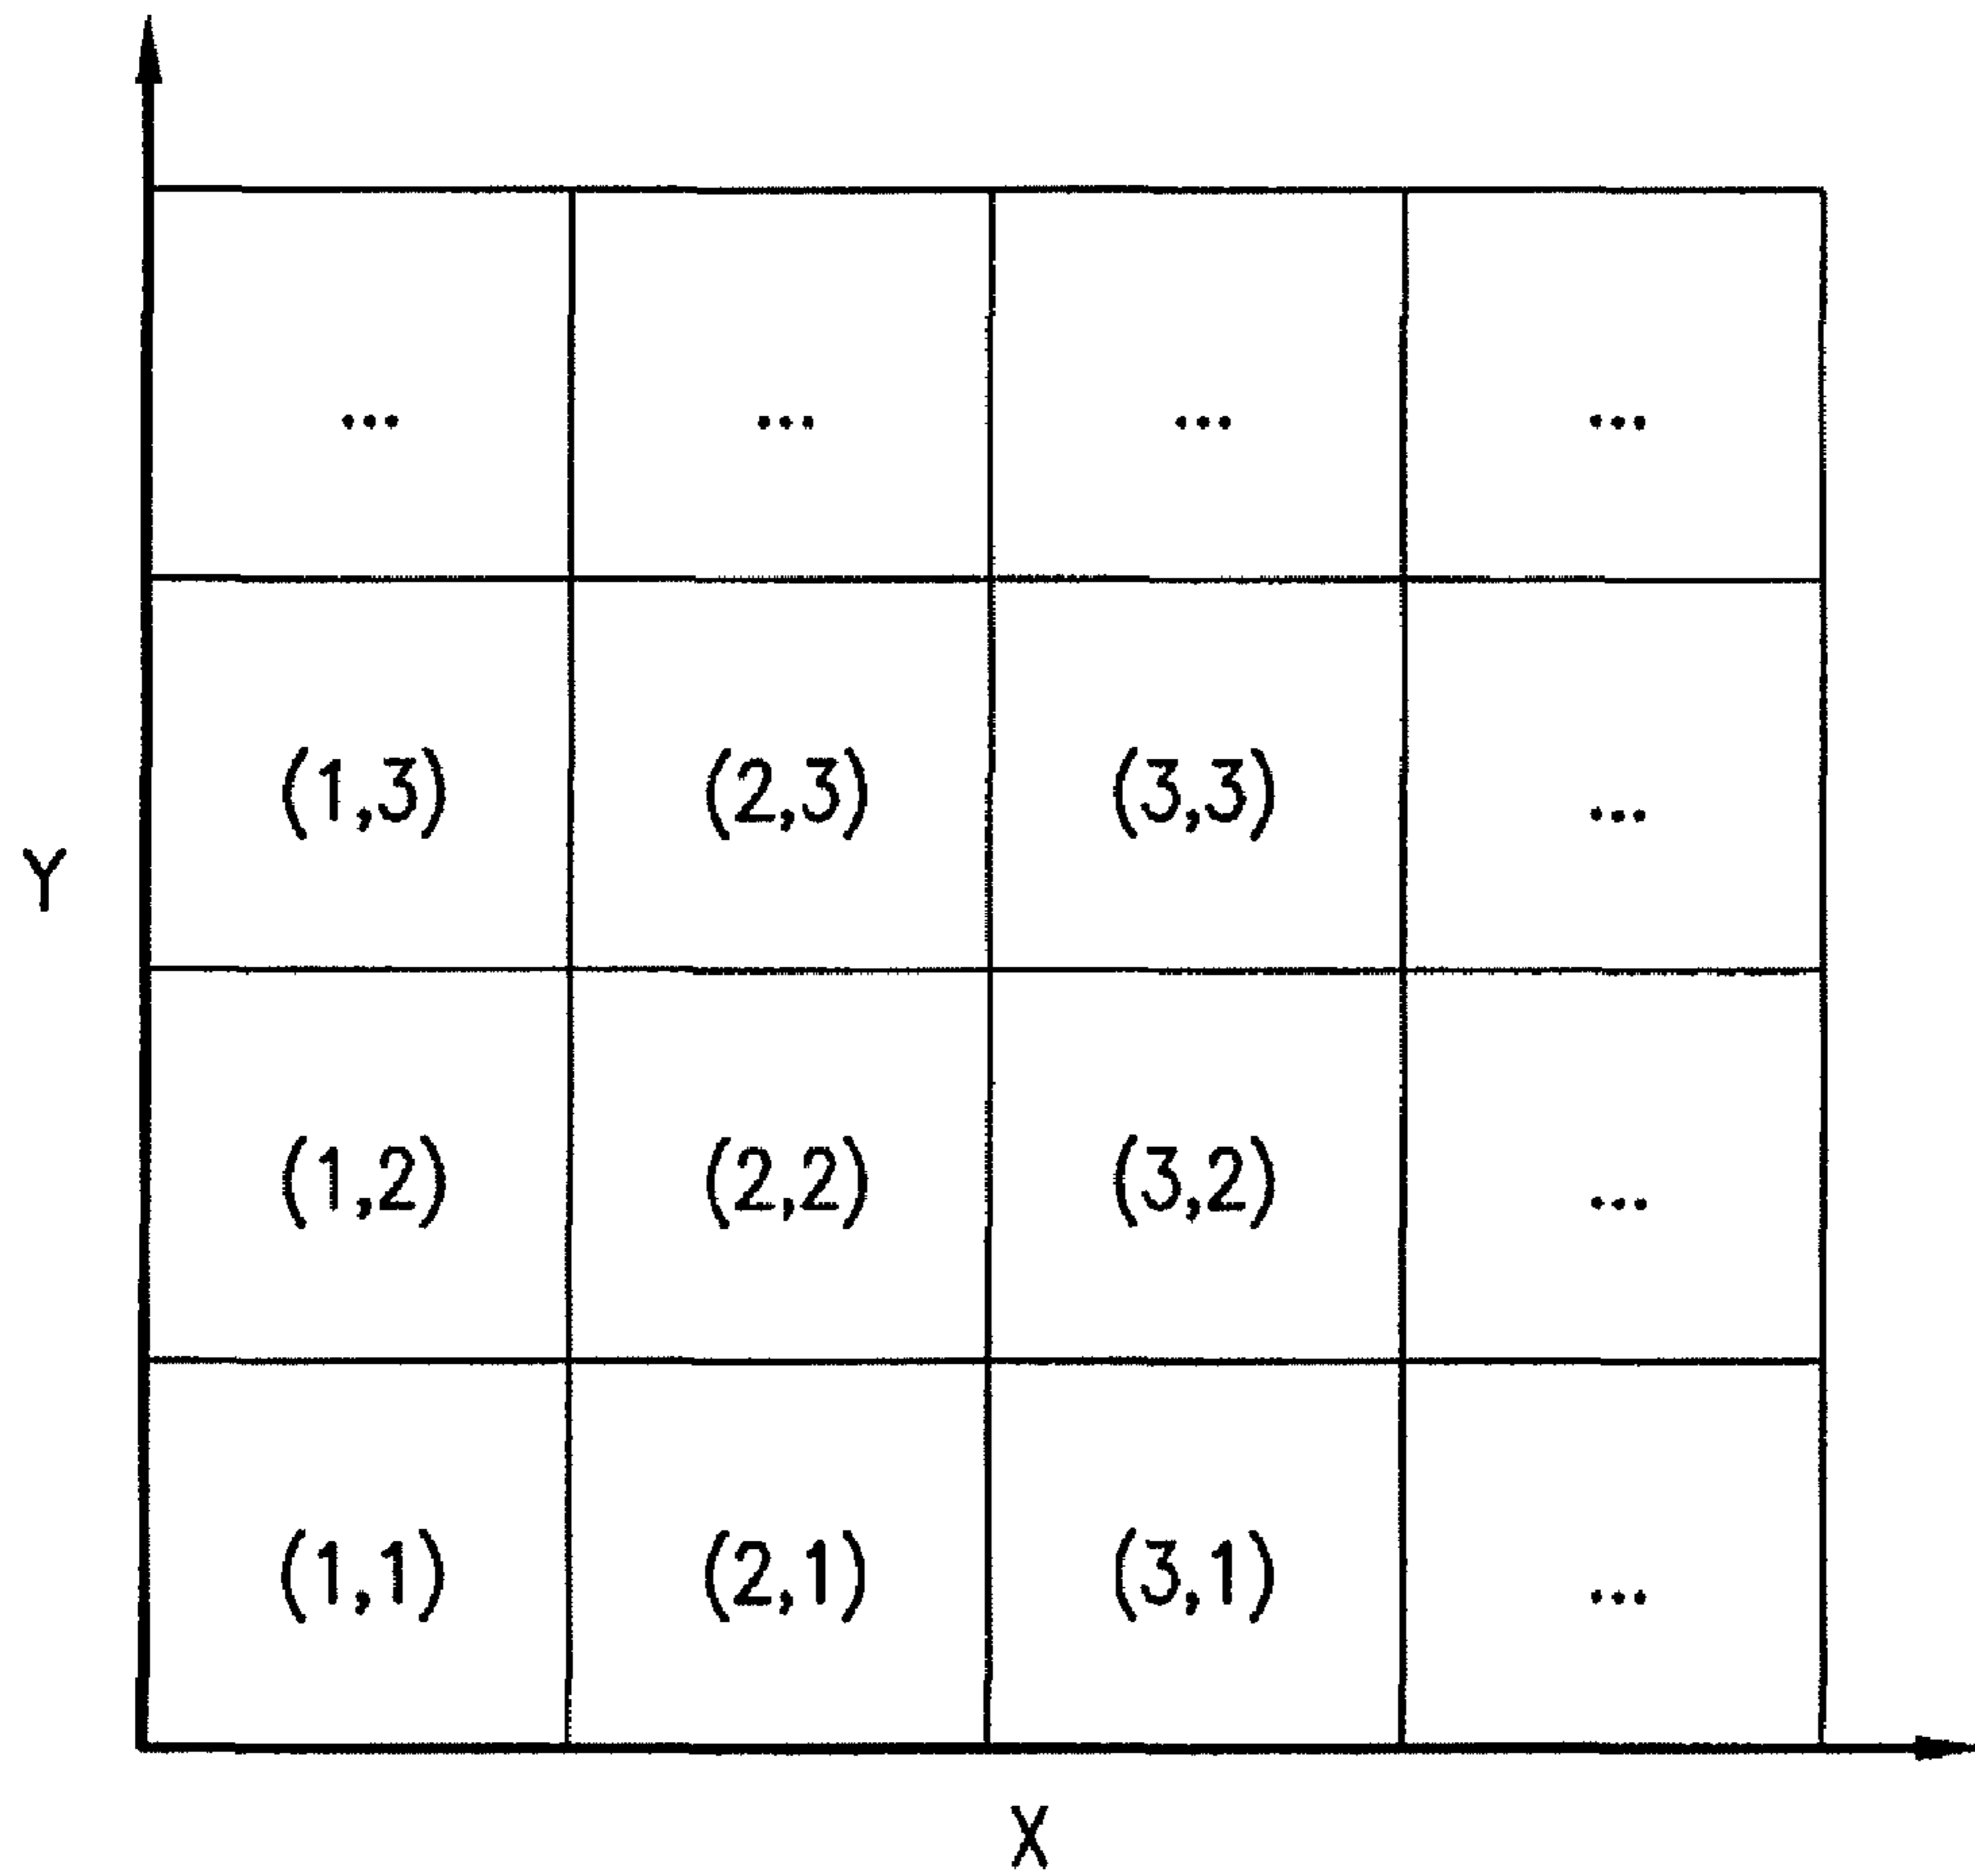 ... ... ... ...
(1,3) (2,3) (3,3) ...
Y
(1,2) (2,2) (3,2) ...
(1,1) (2,1) (3,1) ...
X